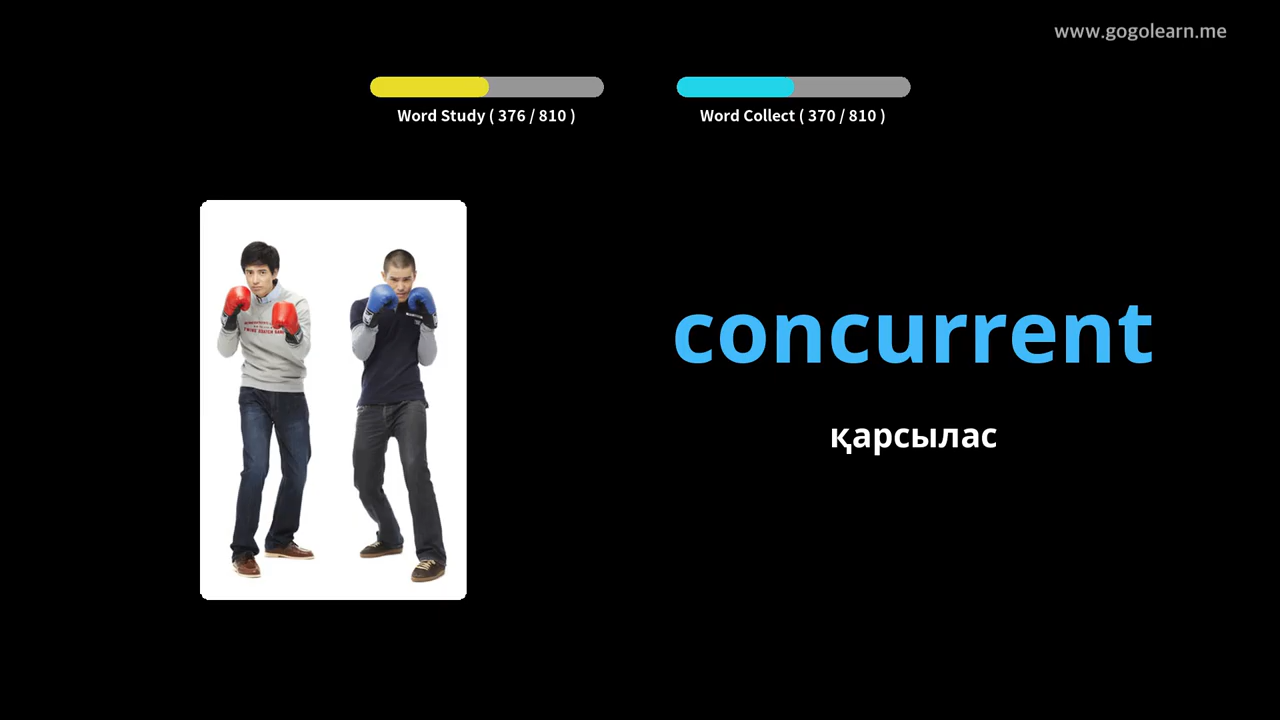 www.gogolearn.me
Word Study ( 376 / 810 )
Word Collect ( 370 / 810 )
concurrent
қарсылас